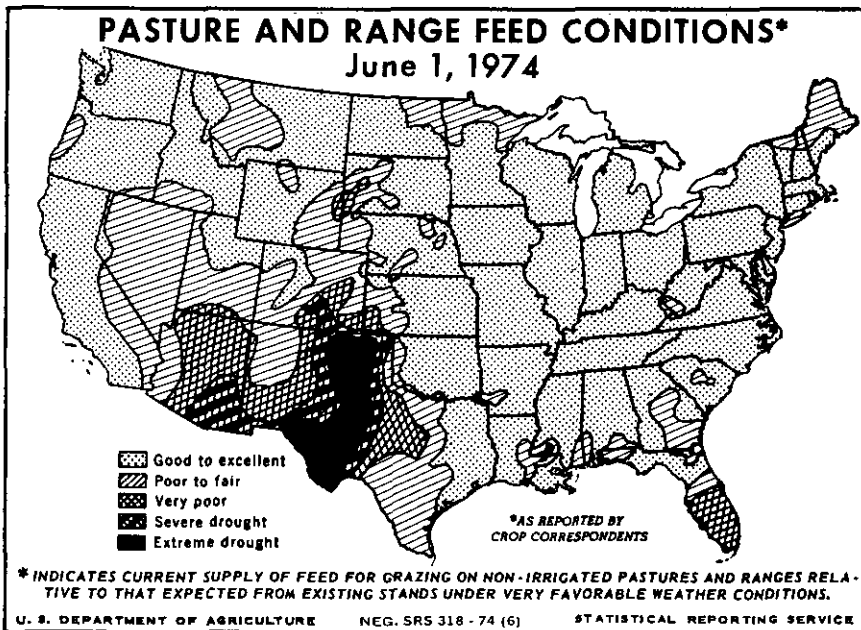 PASTURE AND RANGE FEED CONDITIONS*
June 1, 1974
Good to excellent
Poor to fair
Very poor
Severe drought
Extreme drought
*AS REPORTED BY
CROP CORRESPONDENTS
* INDICATES CURRENT SUPPLY OF FEED FOR GRAZING ON NON-IRRIGATED PASTURES AND RANGES RELA-
TIVE TO THAT EXPECTED FROM EXISTING STANDS UNDER VERY FAVORABLE WEATHER CONDITIONS.
U. S. DEPARTMENT OF AGRICULTURE NEG. SRS 318 - 74 (6) STATISTICAL REPORTING SERVICE